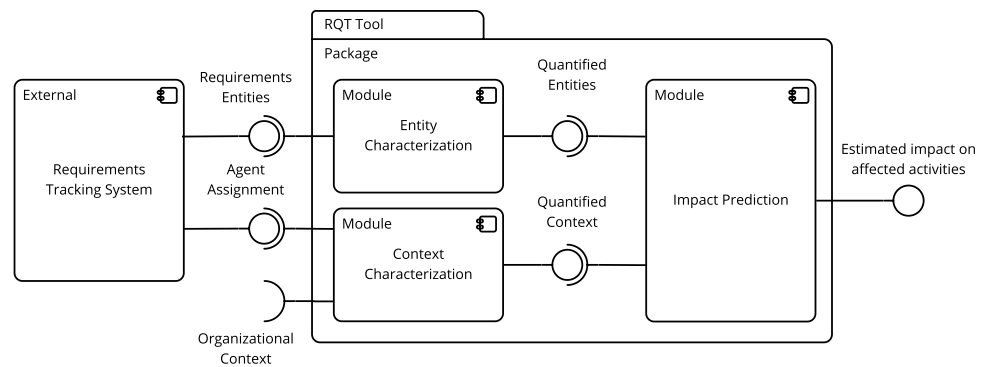 RQT Tool
Package
External
Requirements
Tracking System
Requirements
Entities
Agent
Assignment
Organizational
Context
Module
Entity
Characterization
Module
Context
Characterization
Quantified
Entities
Quantified
Context
Module
Impact Prediction
Estimated impact on
affected activities